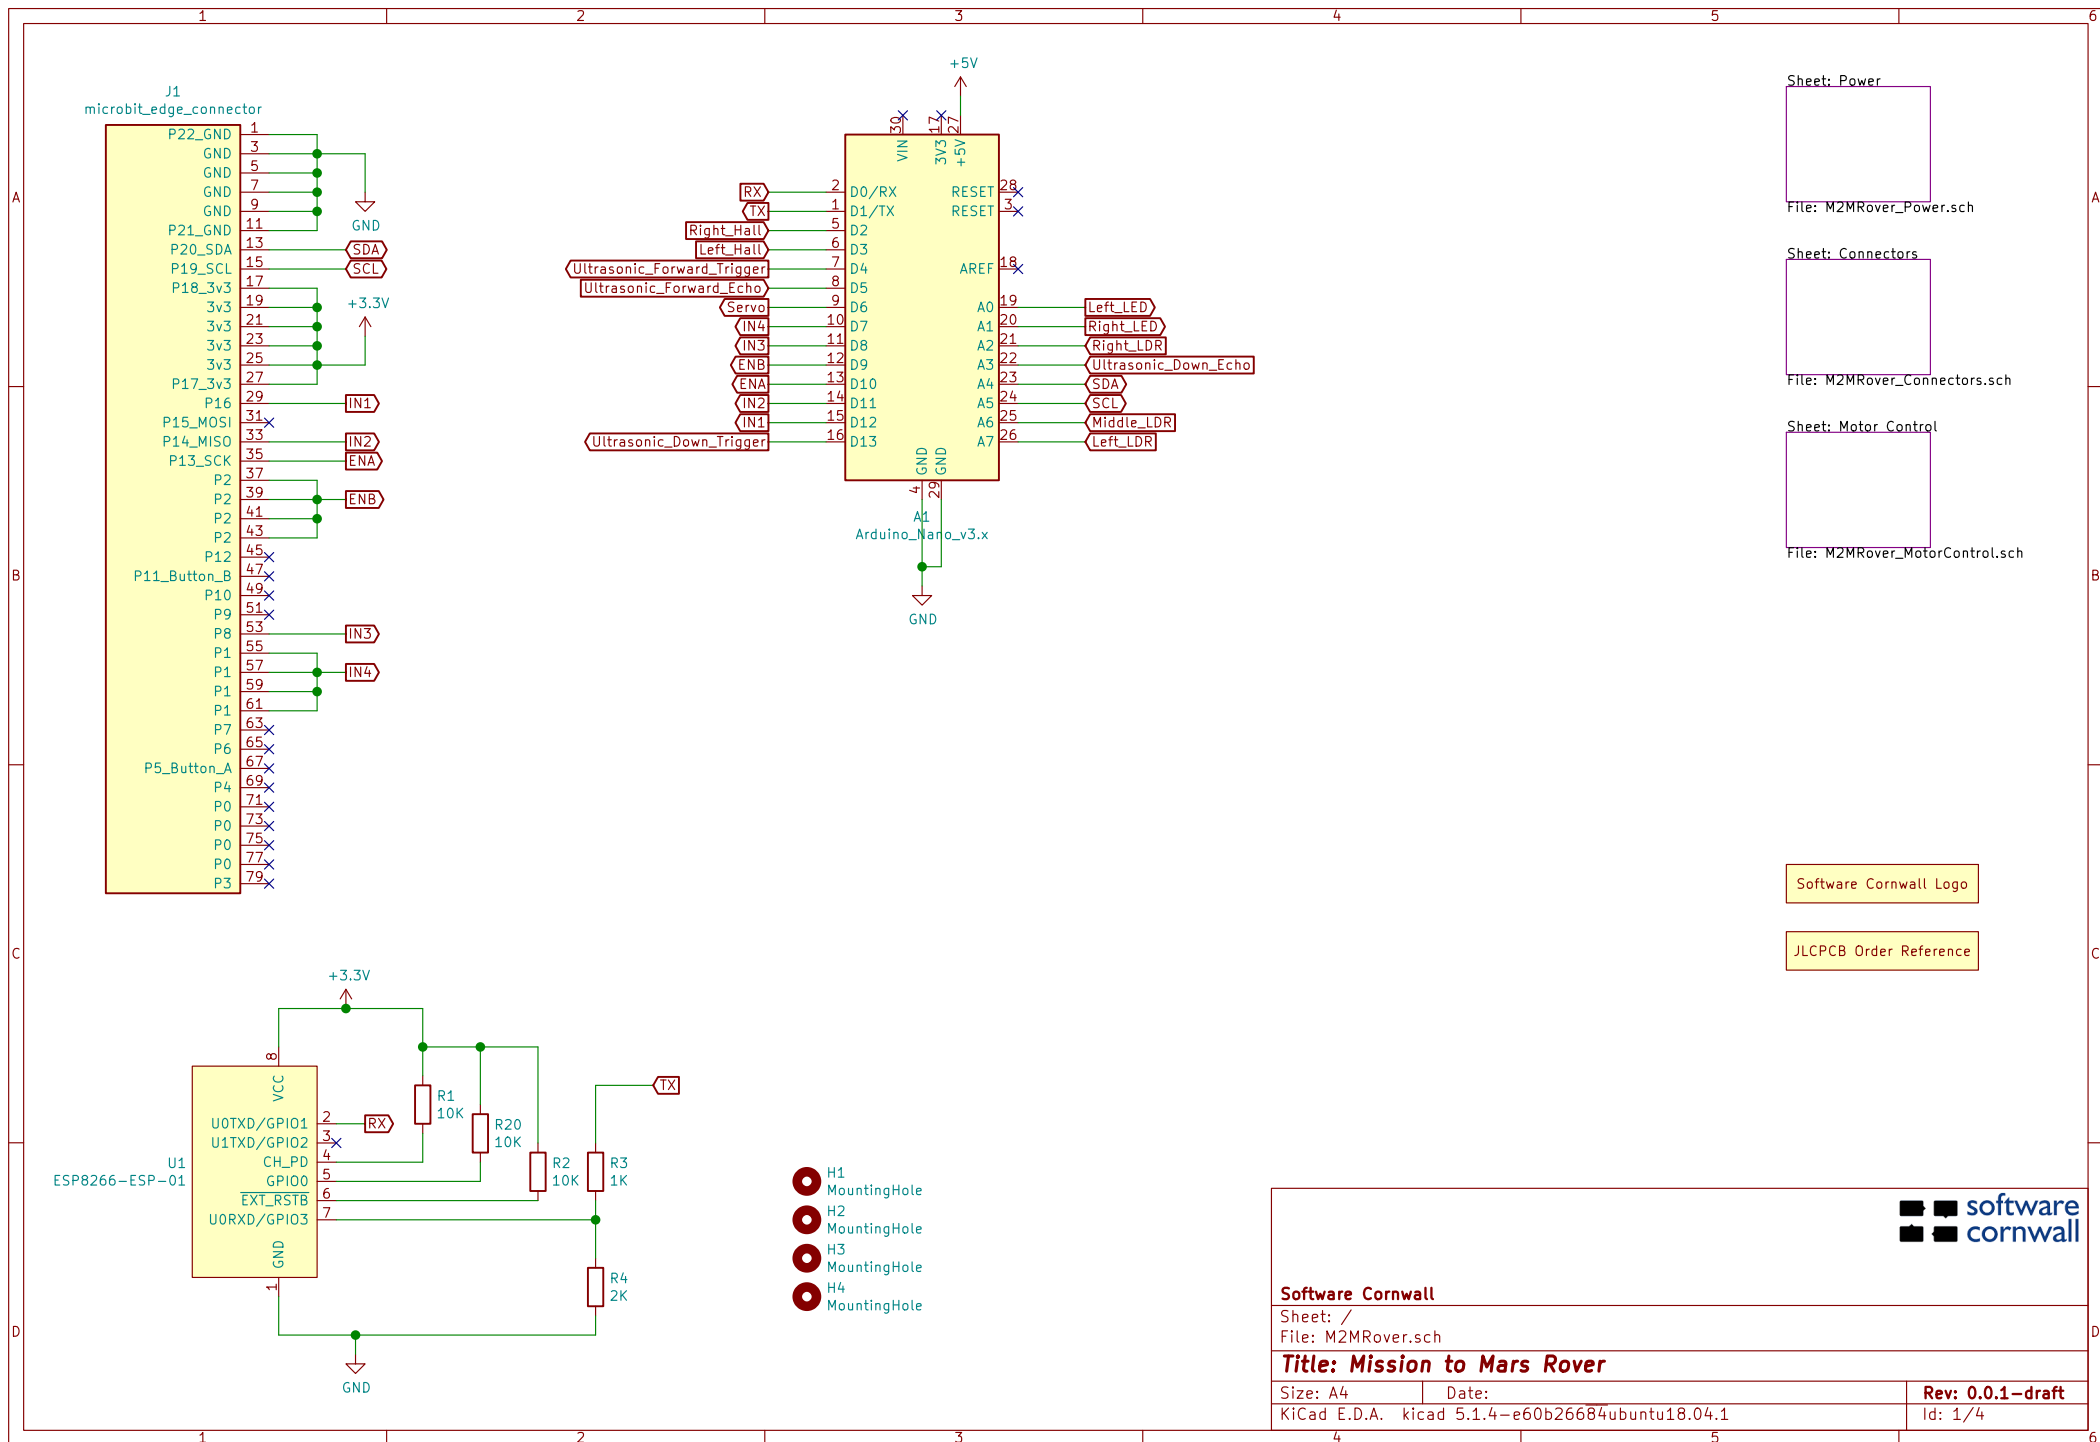 1 2 3 4 5 6
A
B
C
D
A
B
C
D
1 2 3 4 5 6
J1
microbit_edge_connector
P22_GND 1
GND 3
GND 5
GND 7
GND 9
P21_GND 11
P20_SDA 13 SDA
P19_SCL 15 SCL
P18_3v3 17
3v3 19
3v3 21
3v3 23
3v3 25
P17_3v3 27
P16 29 IN1
P15_MOSI 31
P14_MISO 33 IN2
P13_SCK 35 ENA
P2 37
P2 39 ENB
P2 41
P2 43
P12 45
P11_Button_B 47
P10 49
P9 51
P8 53 IN3
P1 55
P1 57 IN4
P1 59
P1 61
P7 63
P6 65
P5_Button_A 67
P4 69
P0 71
P0 73
P0 75
P0 77
P3 79
GND
+3.3V
+5V
30 17 27
VIN 3V3 +5V
RX 2 D0/RX
TX 1 D1/TX
Right_Hall 5 D2
Left_Hall 6 D3
Ultrasonic_Forward_Trigger 7 D4
Ultrasonic_Forward_Echo 8 D5
Servo 9 D6
IN4 10 D7
IN3 11 D8
ENB 12 D9
ENA 13 D10
IN2 14 D11
IN1 15 D12
Ultrasonic_Down_Trigger 16 D13
RESET 28
RESET 3
AREF 18
A0 19 Left_LED
A1 20 Right_LED
A2 21 Right_LDR
A3 22 Ultrasonic_Down_Echo
A4 23 SDA
A5 24 SCL
A6 25 Middle_LDR
A7 26 Left_LDR
GND GND
4 29
A1
Arduino_Nano_v3.x
GND
Sheet: Power
File: M2MRover_Power.sch
Sheet: Connectors
File: M2MRover_Connectors.sch
Sheet: Motor Control
File: M2MRover_MotorControl.sch
Software Cornwall Logo
JLCPCB Order Reference
+3.3V
8
VCC
U0TXD/GPIO1 2 RX
U1TXD/GPIO2 3
CH_PD 4
GPIO0 5
EXT_RSTB 6
U0RXD/GPIO3 7
GND
1
U1
ESP8266-ESP-01
R1
10K
R20
10K
R2
10K
R3
1K
R4
2K
TX
GND
H1
MountingHole
H2
MountingHole
H3
MountingHole
H4
MountingHole
software
cornwall
Software Cornwall
Sheet: /
File: M2MRover.sch
Title: Mission to Mars Rover
Size: A4 Date: Rev: 0.0.1-draft
KiCad E.D.A. kicad 5.1.4-e60b26684ubuntu18.04.1 Id: 1/4